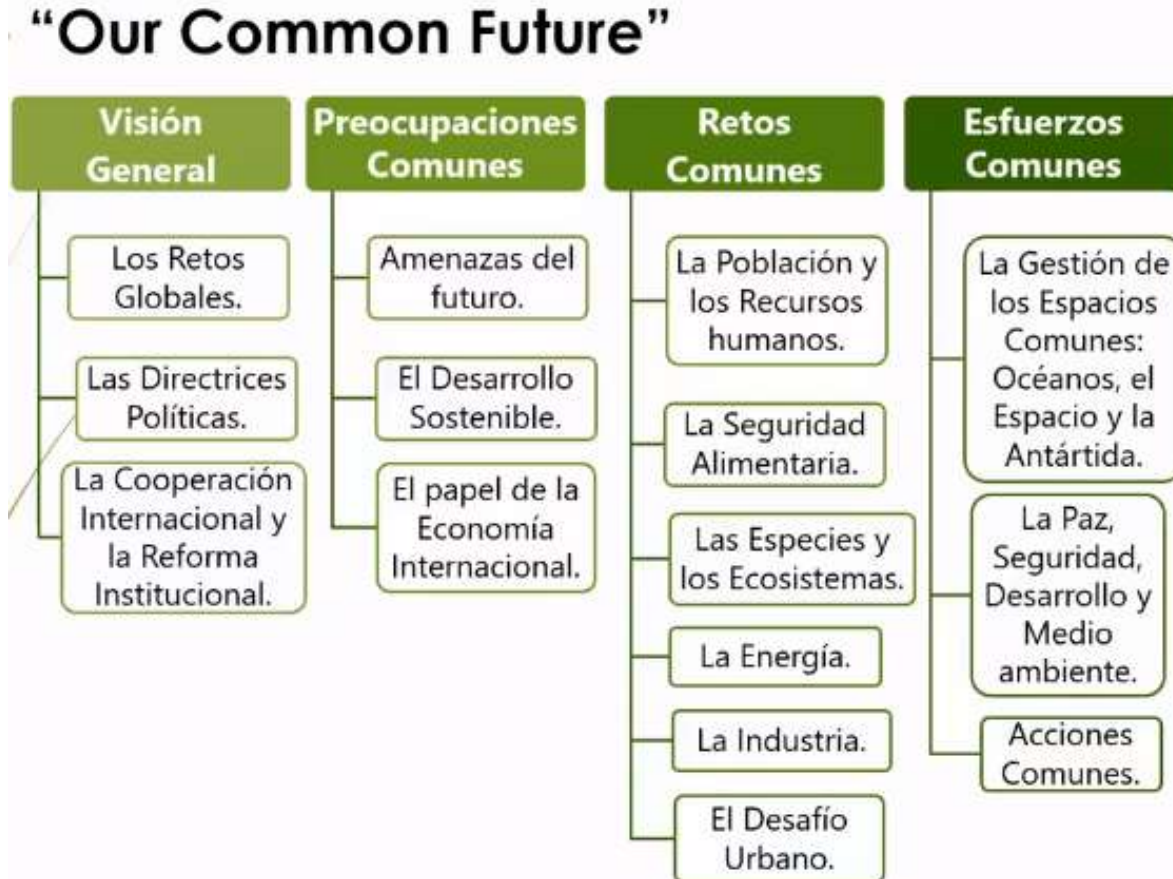 “Our Common Future”
Visión
General
Los Retos
Globales.
Las Directrices
Políticas.
La Cooperación
Internacional y
la Reforma
Institucional.
Preocupaciones
Comunes
Amenazas del
futuro.
El Desarrollo
Sostenible.
El papel de la
Economía
Internacional.
Retos
Comunes
La Población y
los Recursos
humanos.
La Seguridad
Alimentaria.
Las Especies y
los Ecosistemas.
La Energía.
La Industria.
El Desafío
Urbano.
Esfuerzos
Comunes
La Gestión de
los Espacios
Comunes:
Océanos, el
Espacio y la
Antártida.
La Paz,
Seguridad,
Desarrollo y
Medio
ambiente.
Acciones
Comunes.